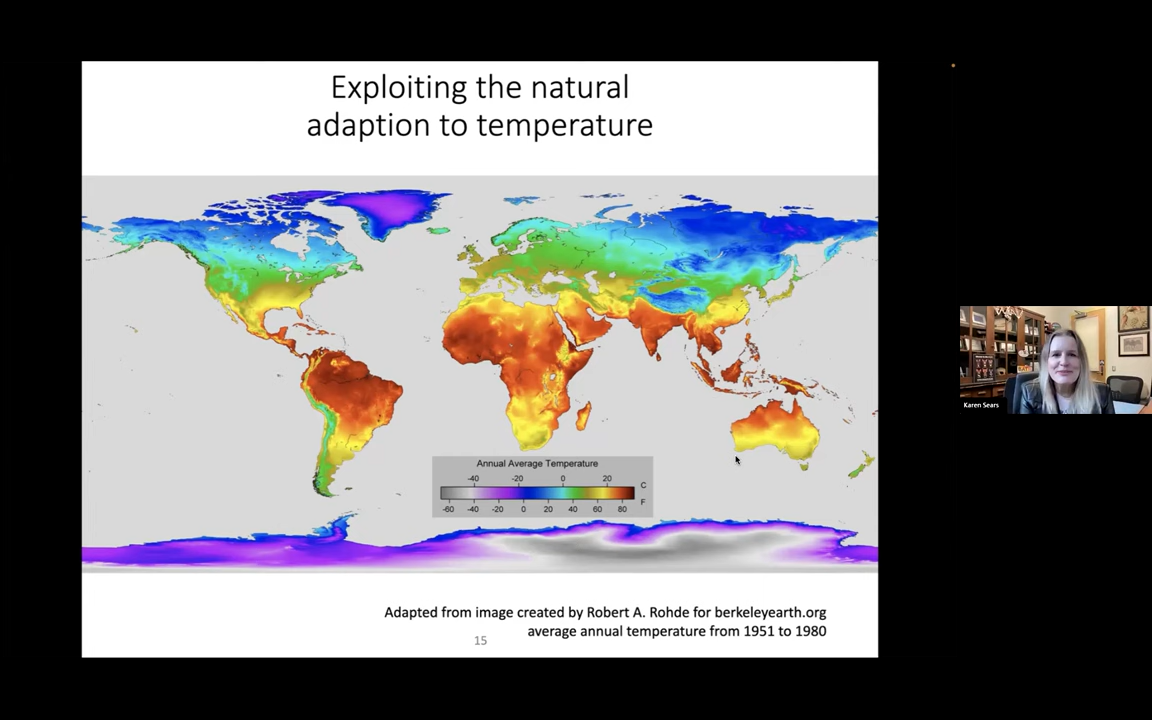 Exploiting the natural
adaption to temperature
Annual Average Temperature
-40 -20 0 20 C
-60 -40 -20 0 20 40 60 80 F
Adapted from image created by Robert A. Rohde for berkeleyearth.org
average annual temperature from 1951 to 1980
15
Karen Sears